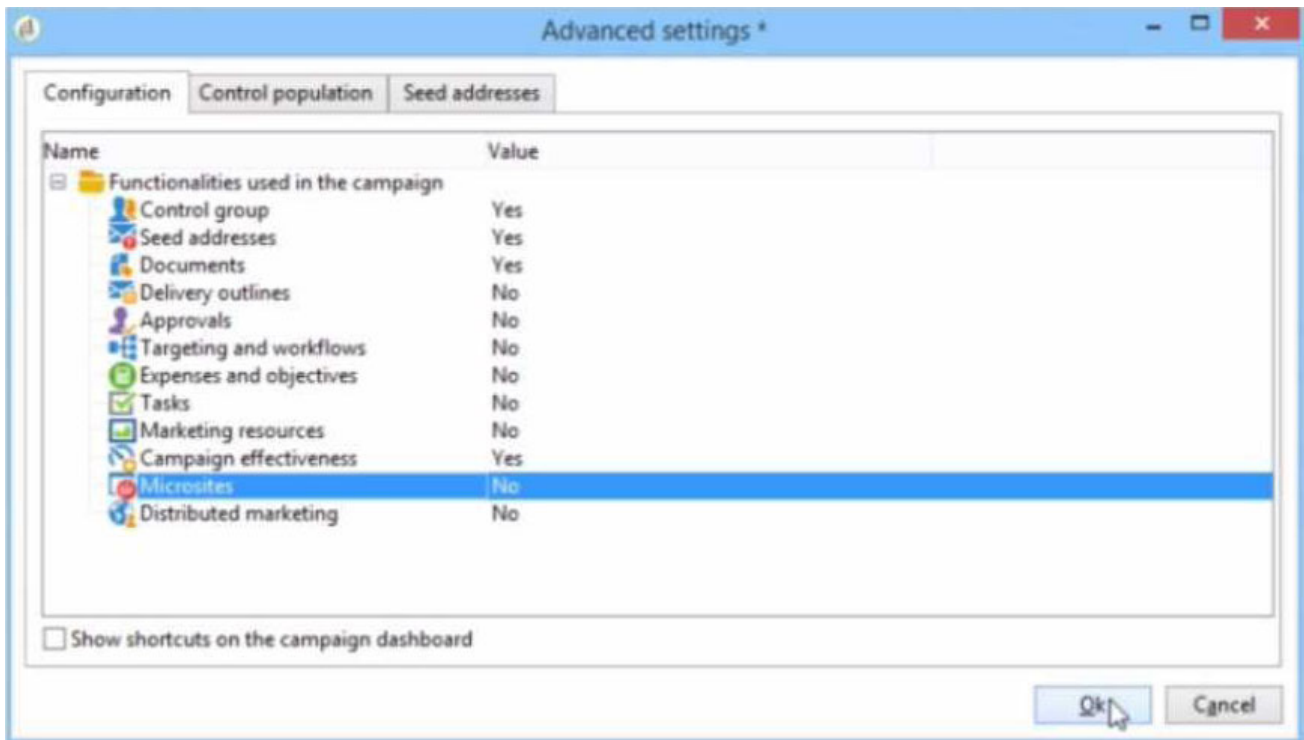 Advanced settings *
Configuration Control population Seed addresses
Name Value
Functionalities used in the campaign
Control group Yes
Seed addresses Yes
Documents Yes
Delivery outlines No
Approvals No
Targeting and workflows No
Expenses and objectives No
Tasks No
Marketing resources No
Campaign effectiveness Yes
Microsites No
Distributed marketing No
Show shortcuts on the campaign dashboard
Ok Cancel